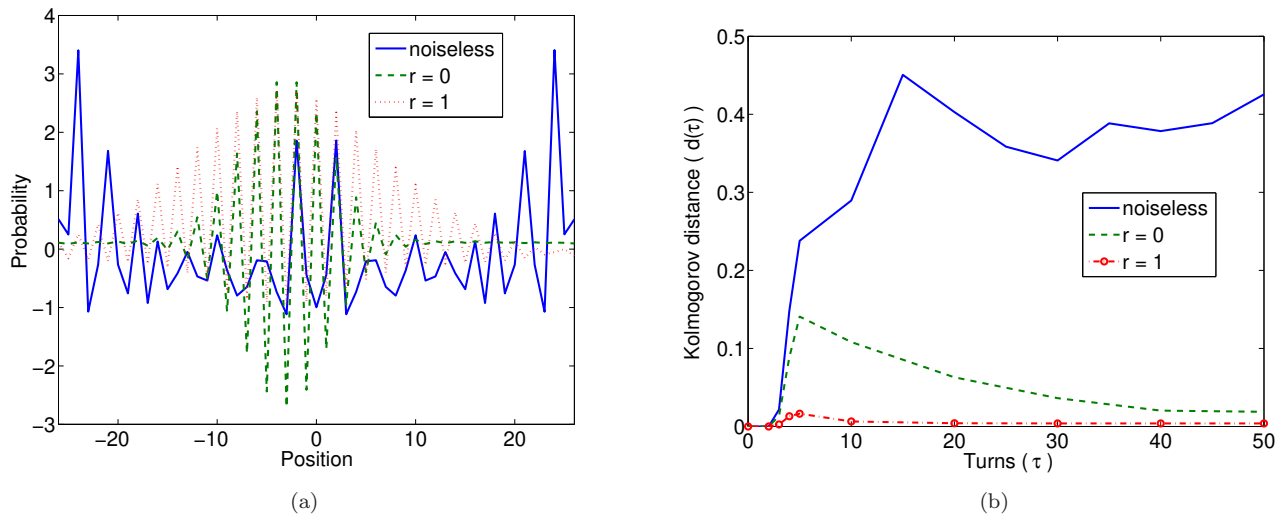 4
3
2
1
0
−1
−2
−3
Probability
−20
−10
0
10
20
Position
noiseless
r = 0
r = 1
(a)
0.5
0.4
0.3
0.2
0.1
0
Kolmogorov distance ( d(τ))
0
10
20
30
40
50
Turns ( τ )
noiseless
r = 0
r = 1
(b)